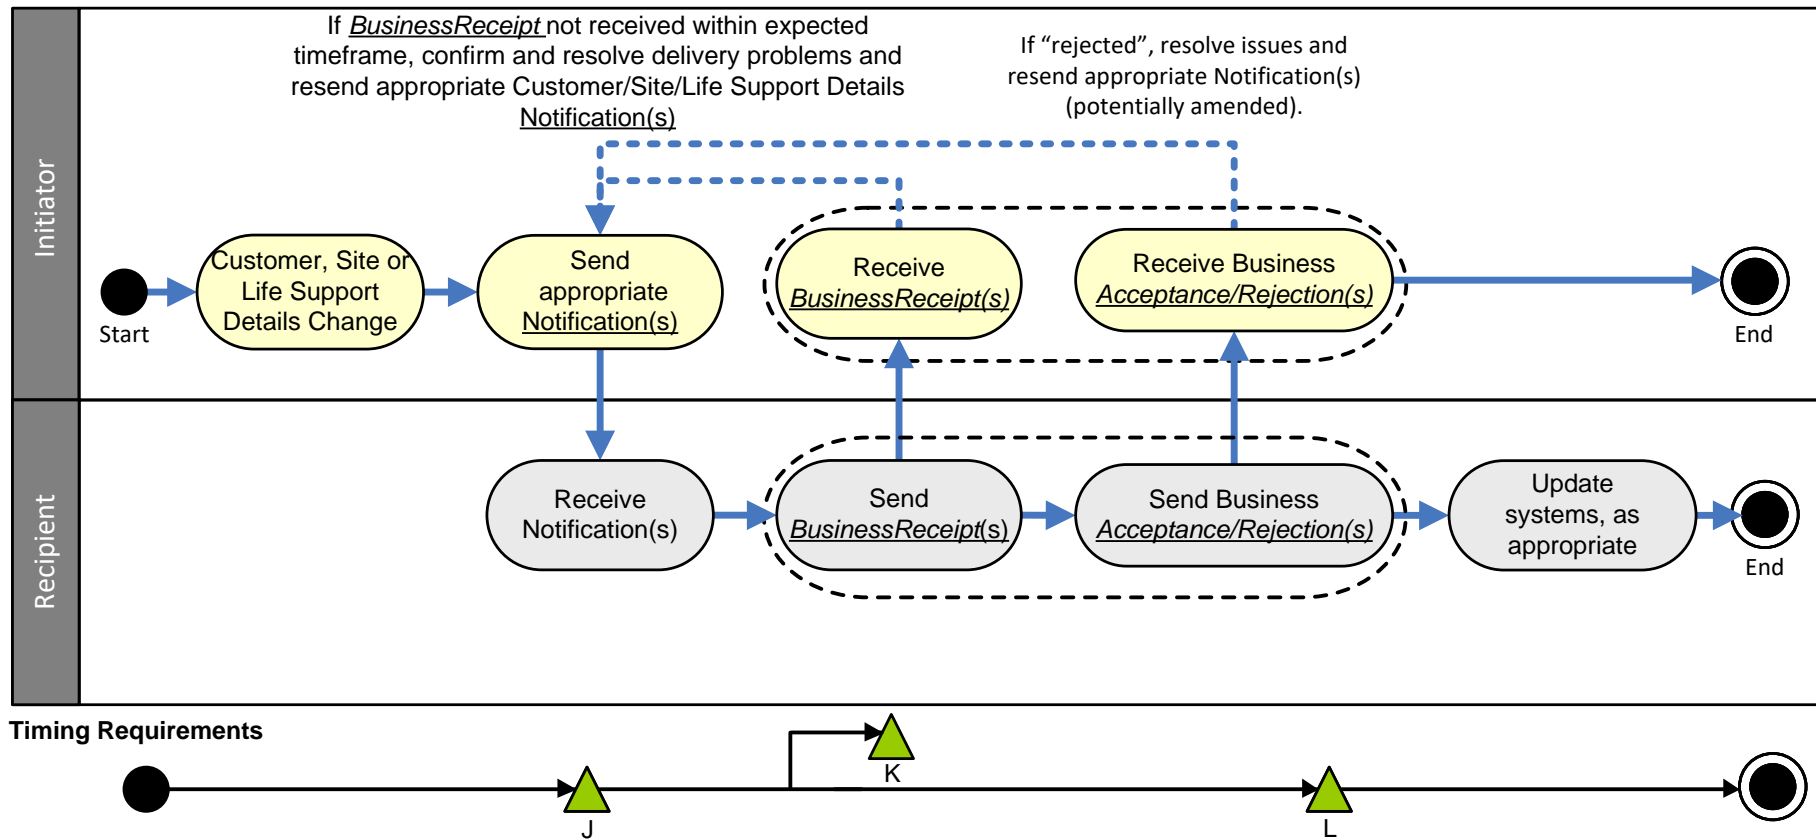 If BusinessReceipt not received within expected
timeframe, confirm and resolve delivery problems and
resend appropriate Customer/Site/Life Support Details
Notification(s)
If “rejected”, resolve issues and
resend appropriate Notification(s)
(potentially amended).
Initiator
Start
Customer, Site or
Life Support
Details Change
Send
appropriate
Notification(s)
Receive
BusinessReceipt(s)
Receive Business
Acceptance/Rejection(s)
End
Recipient
Receive
Notification(s)
Send
BusinessReceipt(s)
Send Business
Acceptance/Rejection(s)
Update
systems, as
appropriate
End
Timing Requirements
K
J
L